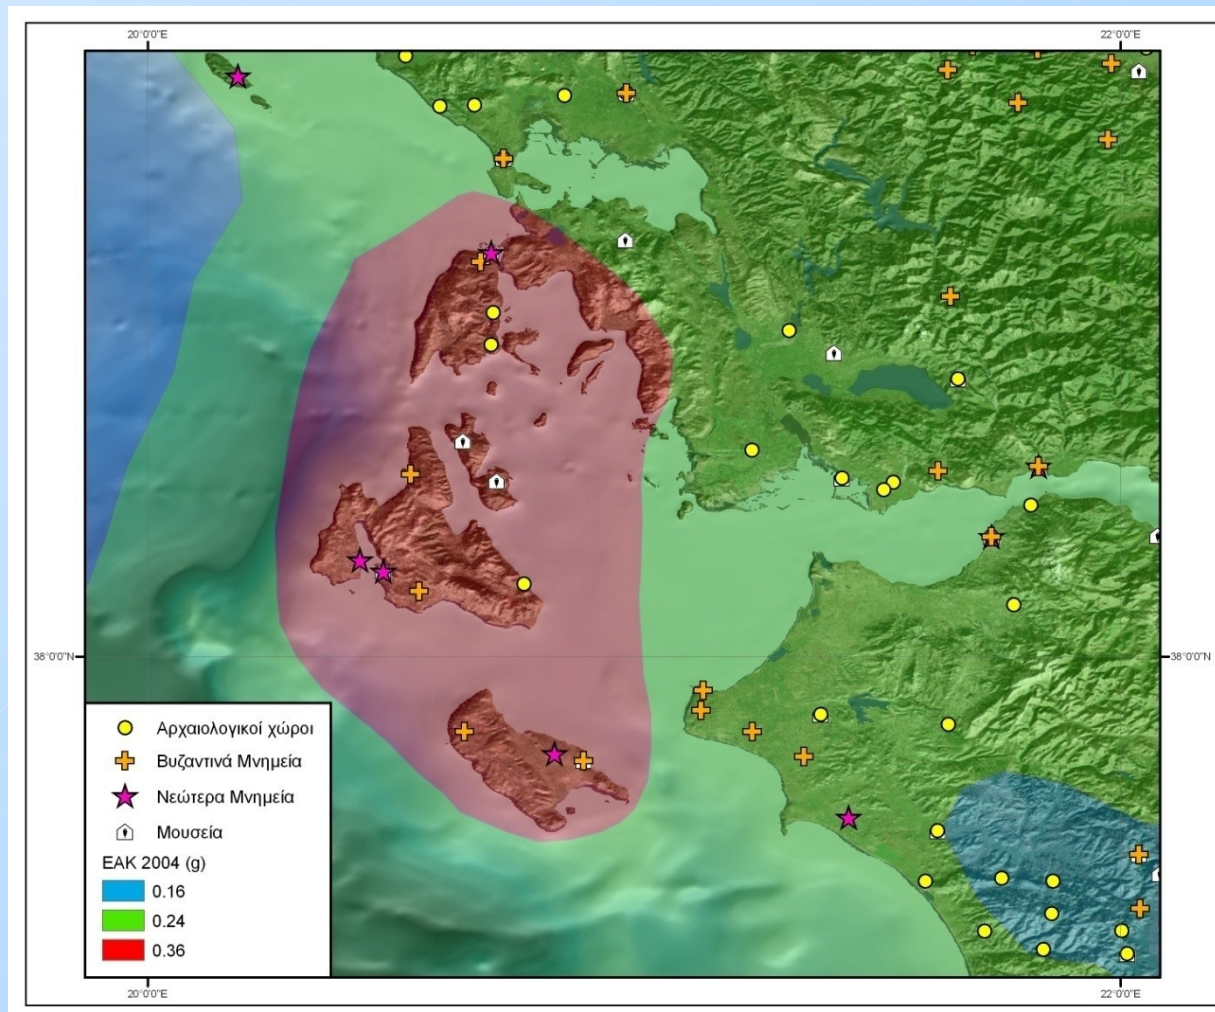 20°0'0"E 22°0'0"E
38°0'0"N 38°0'0"N
Αρχαιολογικοί χώροι
Βυζαντινά Μνημεία
Νεώτερα Μνημεία
Μουσεία
ΕΑΚ 2004 (g)
0.16
0.24
0.36
20°0'0"E 22°0'0"E